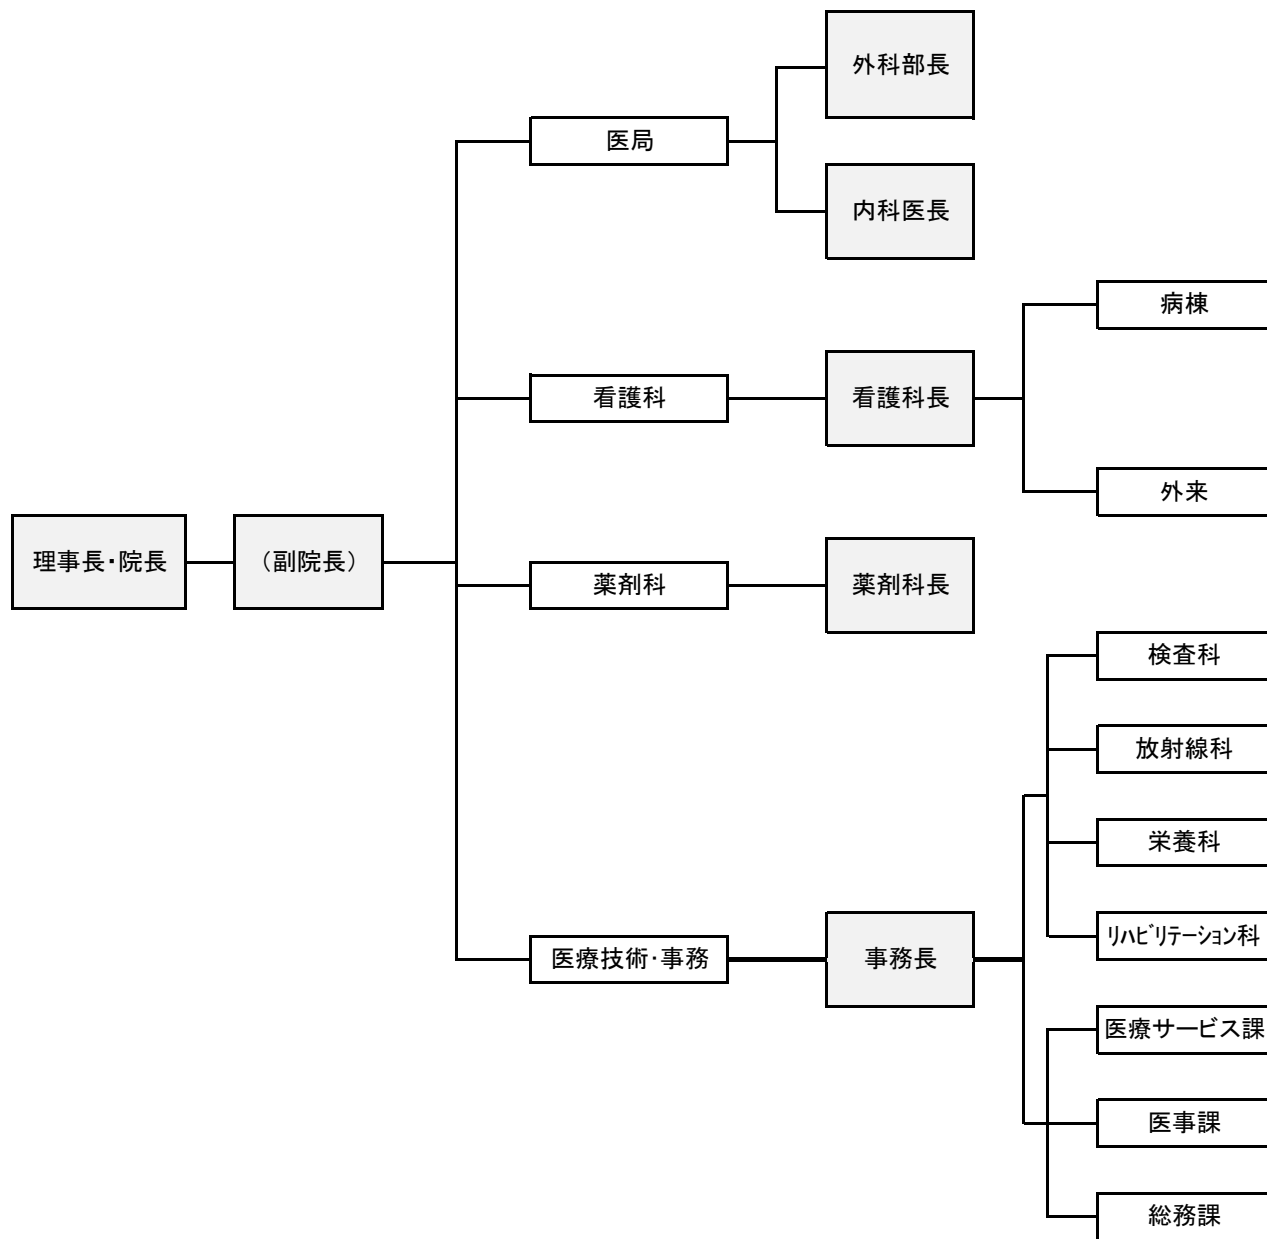 外科部長
医局
内科医長
病棟
看護科
看護科長
外来
理事長・院長
（副院長）
薬剤科
薬剤科長
検査科
放射線科
栄養科
ﾘﾊﾋﾞﾘﾃｰｼｮﾝ科
医療技術・事務
事務長
医療サービス課
医事課
総務課